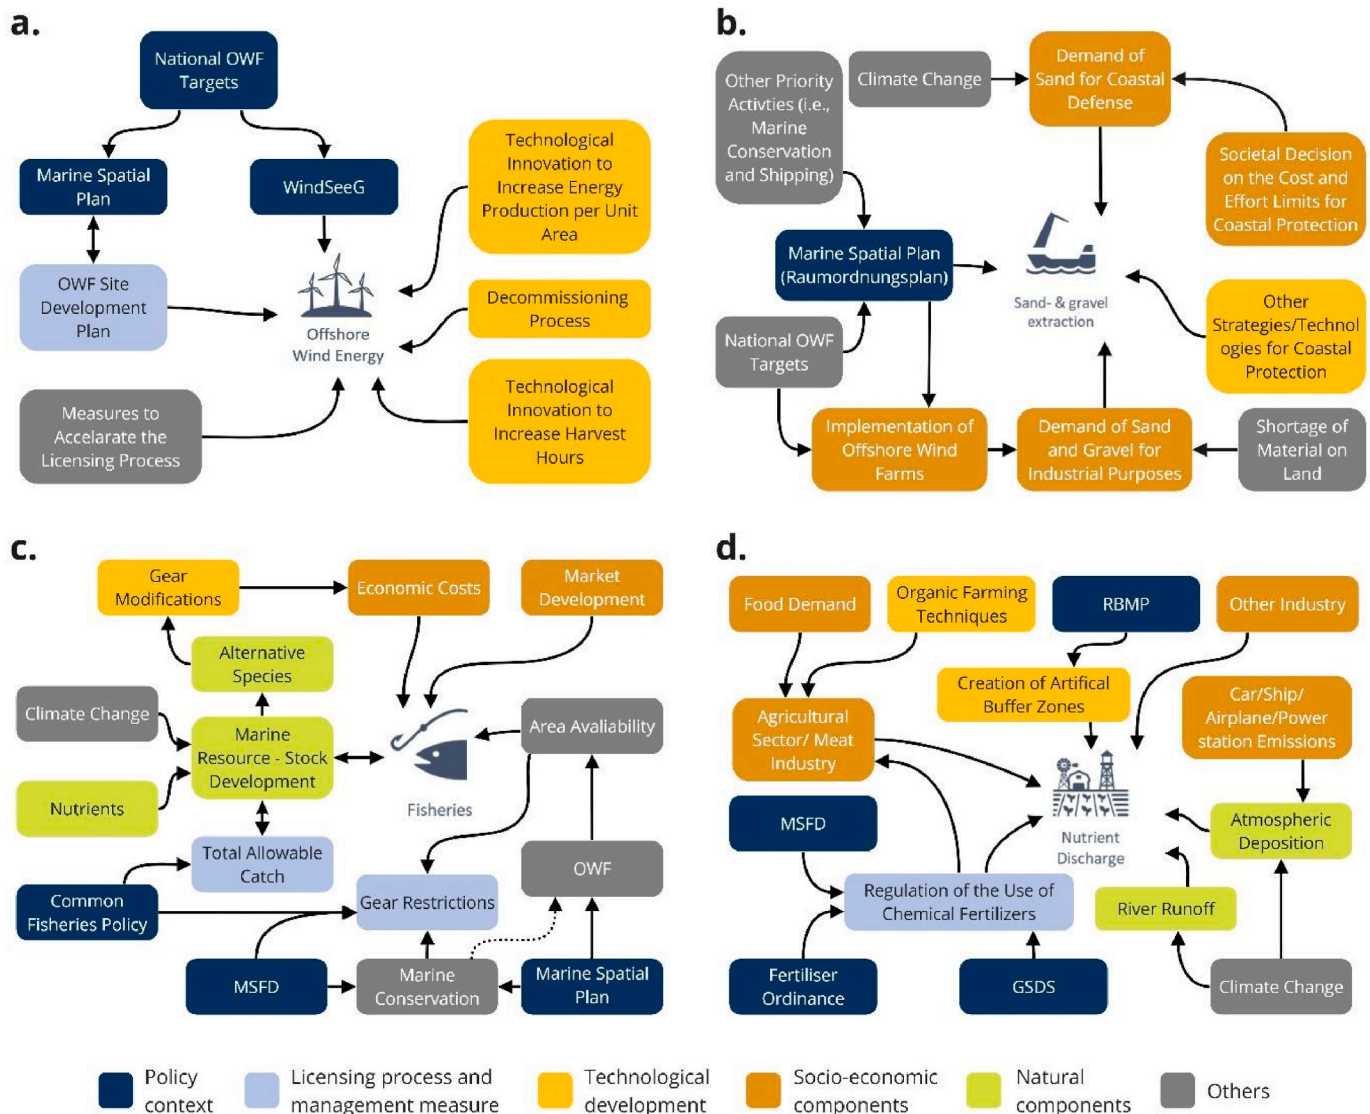 a.
National OWF
Targets
Marine Spatial
Plan
WindSeeG
OWF Site
Development
Plan
Measures to
Accelarate the
Licensing Process
Offshore
Wind Energy
Technological
Innovation to
Increase Energy
Production per Unit
Area
Decommissioning
Process
Technological
Innovation to
Increase Harvest
Hours
b.
Other Priority
Activties (i.e.,
Marine
Conservation
and Shipping)
Climate Change
Demand of
Sand for Coastal
Defense
Societal Decision
on the Cost and
Effort Limits for
Coastal Protection
Marine Spatial Plan
(Raumordnungsplan)
Sand- & gravel
extraction
Other
Strategies/Technol
ogies for Coastal
Protection
National OWF
Targets
Implementation of
Offshore Wind
Farms
Demand of Sand
and Gravel for
Industrial Purposes
Shortage of
Material on
Land
c.
Gear
Modifications
Economic Costs
Market
Development
Alternative
Species
Climate Change
Marine
Resource - Stock
Development
Area Avaliability
Nutrients
Fisheries
Total Allowable
Catch
OWF
Common
Fisheries Policy
Gear Restrictions
MSFD
Marine
Conservation
Marine Spatial
Plan
d.
Food Demand
Organic Farming
Techniques
RBMP
Other Industry
Creation of Artifical
Buffer Zones
Car/Ship/
Airplane/Power
station Emissions
Agricultural
Sector/ Meat
Industry
MSFD
Nutrient
Discharge
Atmospheric
Deposition
Regulation of the Use of
Chemical Fertilizers
River Runoff
Fertiliser
Ordinance
GSDS
Climate Change
Policy
context
Licensing process and
management measure
Technological
development
Socio-economic
components
Natural
components
Others